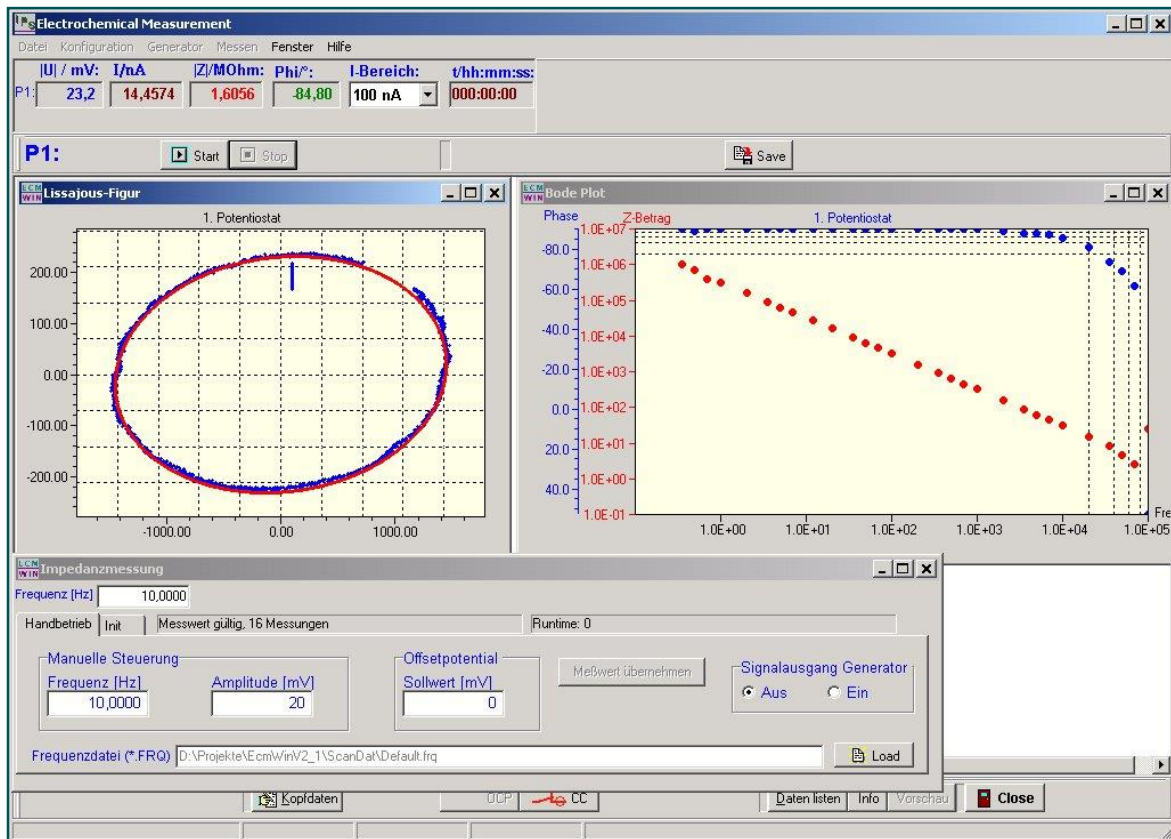 Electrochemical Measurement
Datei Konfiguration Generator Messen Fenster Hilfe
|U| / mV: I/nA |Z|/MOhm: Phi/°: I-Bereich: t/hh:mm:ss:
P1: 23,2 14,4574 1,6056 -84,80 100 nA 000:00:00
P1: Start Stop Save
ECM WIN Lissajous-Figur
1. Potentiostat
200.00
100.00
0.00
-100.00
-200.00
-1000.00 0.00 1000.00
ECM WIN Bode Plot
Phase Z-Betrag 1. Potentiostat
-80.0
-60.0
-40.0
-20.0
0.0
20.0
40.0
1.0E+07
1.0E+06
1.0E+05
1.0E+04
1.0E+03
1.0E+02
1.0E+01
1.0E+00
1.0E-01
Fre
1.0E+00 1.0E+01 1.0E+02 1.0E+03 1.0E+04 1.0E+05
ECM WIN Impedanzmessung
Frequenz [Hz] 10,0000
Handbetrieb Init Messwert gültig, 16 Messungen Runtime: 0
Manuelle Steuerung
Frequenz [Hz] Amplitude [mV]
10,0000 20
Offsetpotential
Sollwert [mV]
0
Meßwert übernehmen
Signalausgang Generator
Aus Ein
Frequenzdatei (*.FRQ) D:\Projekte\EcmWinV2_1\ScanDat\Default.frq Load
Kopfdaten OCP CC Daten listen Info Vorschau Close